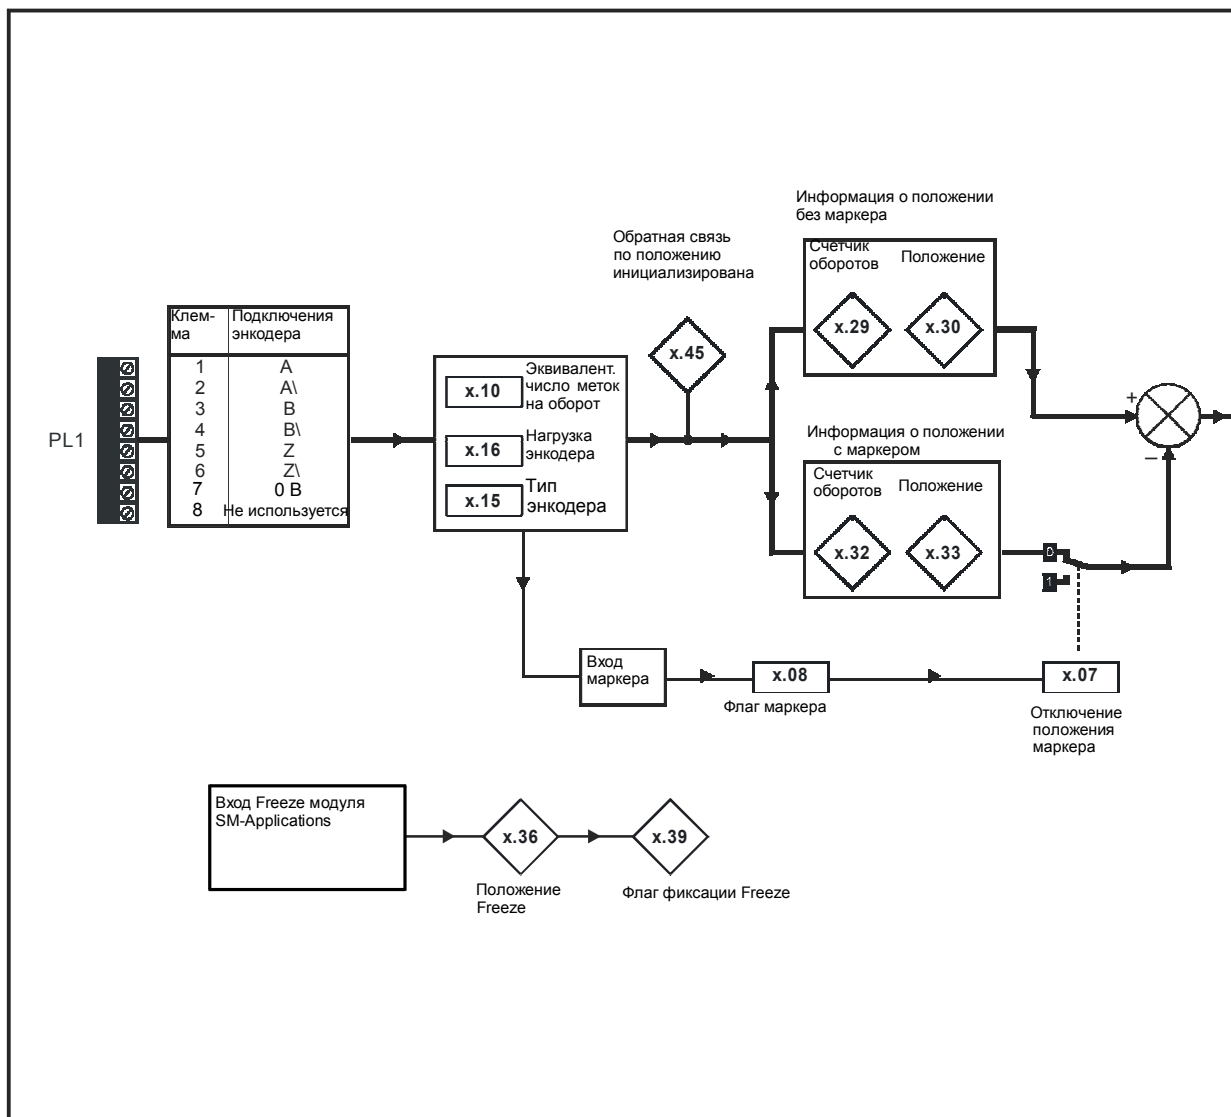 Информация о положении
без маркера
Обратная связь
по положению
инициализирована
Счетчик
оборотов
Положение
x.29
x.30
x.45
Клем-
ма
Подключения
энкодера
1 A
2 A\
3 B
4 B\
5 Z
6 Z\
7 0 В
8 Не используется
PL1
x.10
Эквивалент.
число меток
на оборот
x.16
Нагрузка
энкодера
x.15
Тип
энкодера
+
–
Информация о положении
с маркером
Счетчик
оборотов
Положение
x.32
x.33
0
1
Вход
маркера
x.08
Флаг маркера
x.07
Отключение
положения
маркера
Вход Freeze модуля
SM-Applications
x.36
Положение
Freeze
x.39
Флаг фиксации Freeze